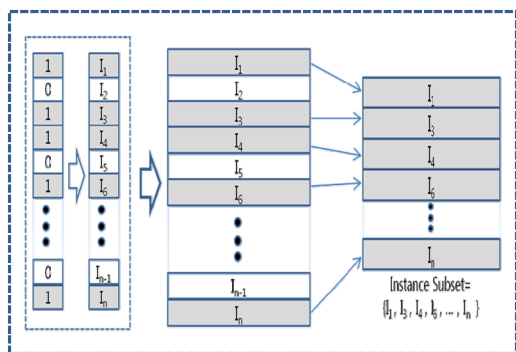 1
0
1
1
0
1
0
1
I₁
I₂
I₃
I₄
I₅
I₆
Iₙ₋₁
Iₙ
I₁
I₂
I₃
I₄
I₅
I₆
Iₙ₋₁
Iₙ
I₁
I₃
I₄
I₆
Iₙ
Instance Subset=
{I₁, I₃, I₄, I₆, ..., Iₙ }